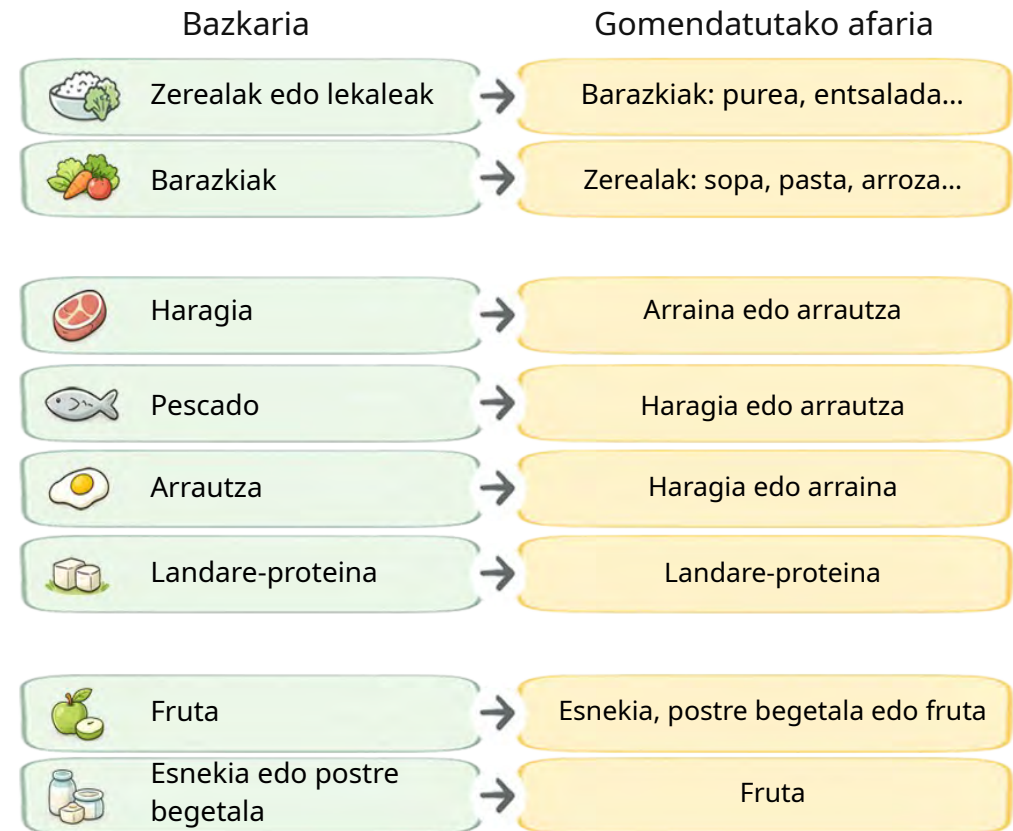 Bazkaria
Gomendatutako afaria
Zerealak edo lekaleak
Barazkiak: purea, entsalada...
Barazkiak
Zerealak: sopa, pasta, arroza...
Haragia
Arraina edo arrautza
Pescado
Haragia edo arrautza
Arrautza
Haragia edo arraina
Landare-proteina
Landare-proteina
Fruta
Esnekia, postre begetala edo fruta
Esnekia edo postre
begetala
Fruta